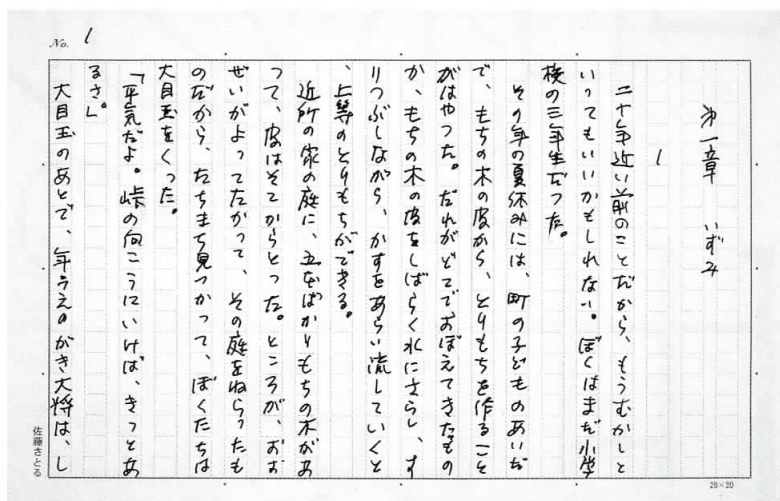 No. 1
第一章　いずみ
1
二十年近い前のことだから、もうむかしと
いってもいいかもしれない。ぼくはまだ小学
校の三年生だった。
その年の夏休みには、町の子どものあいだ
で、もちの木の皮から、とりもちを作ること
がはやった。だれがどこでおぼえてきたもの
か、もちの木の皮をしばらく水にさらし、す
りつぶしながら、かすをあらい流していくと
、上等のとりもちができる。
近所の家の庭に、五本ばかりもちの木があ
って、皮はそこからとった。ところが、おお
ぜいがよってたかって、その庭をねらったも
のだから、たちまち見つかって、ぼくたちは
大目玉をくった。
「平気だよ。峠の向こうにいけば、きっとあ
るさ。」
大目玉のあとで、年うえのがき大将は、し
佐藤さとる
20×20